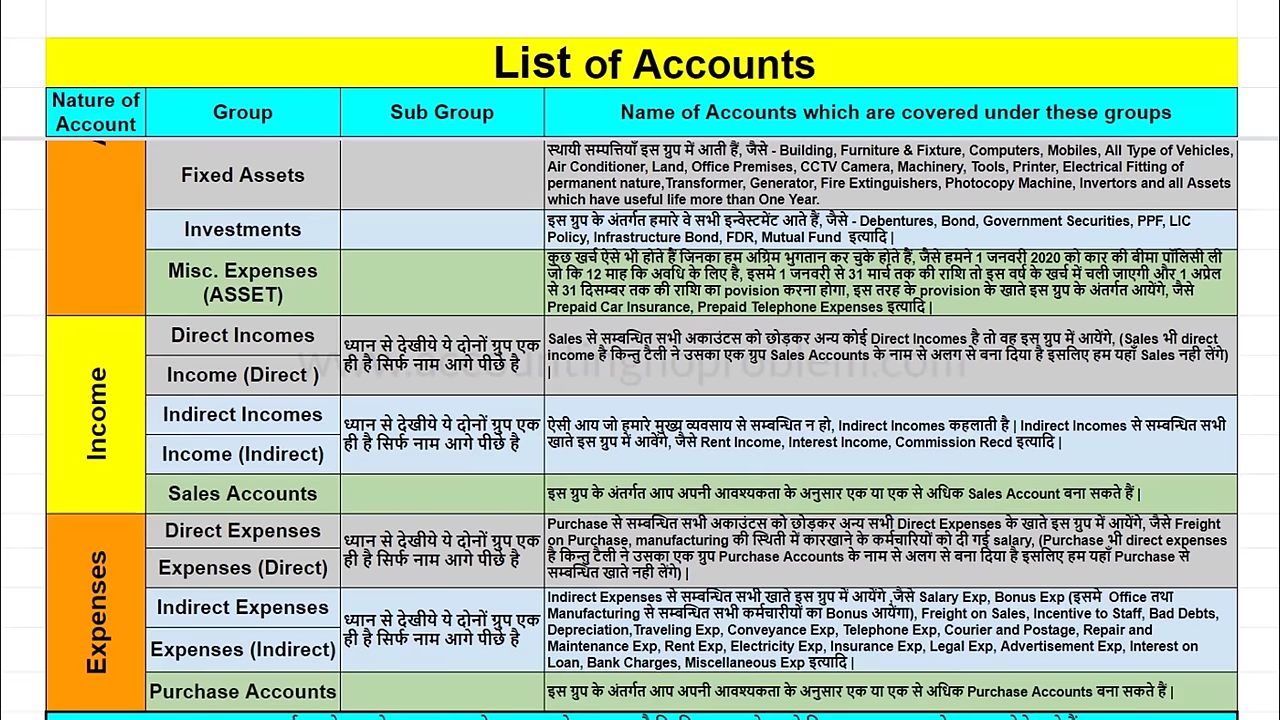 List of Accounts
Nature of
Account
Group
Sub Group
Name of Accounts which are covered under these groups
Fixed Assets
स्थायी सम्पत्तियाँ इस ग्रुप में आती हैं, जैसे - Building, Furniture & Fixture, Computers, Mobiles, All Type of Vehicles,
Air Conditioner, Land, Office Premises, CCTV Camera, Machinery, Tools, Printer, Electrical Fitting of
permanent nature,Transformer, Generator, Fire Extinguishers, Photocopy Machine, Invertors and all Assets
which have useful life more than One Year.
Investments
इस ग्रुप के अंतर्गत हमारे वे सभी इन्वेस्टमेंट आते हैं, जैसे - Debentures, Bond, Government Securities, PPF, LIC
Policy, Infrastructure Bond, FDR, Mutual Fund इत्यादि |
Misc. Expenses
(ASSET)
कुछ खर्च ऐसे भी होते हैं जिनका हम अग्रिम भुगतान कर चुके होते हैं, जैसे हमने 1 जनवरी 2020 को कार की बीमा पॉलिसी ली
जो कि 12 माह कि अवधि के लिए है, इसमे 1 जनवरी से 31 मार्च तक की राशि तो इस वर्ष के खर्च में चली जाएगी और 1 अप्रेल
से 31 दिसम्बर तक की राशि का povision करना होगा, इस तरह के provision के खाते इस ग्रुप के अंतर्गत आयेंगे, जैसे
Prepaid Car Insurance, Prepaid Telephone Expenses इत्यादि |
Income
Direct Incomes
Income (Direct )
ध्यान से देखीये ये दोनों ग्रुप एक
ही है सिर्फ नाम आगे पीछे है
Sales से सम्बन्धित सभी अकाउंटस को छोड़कर अन्य कोई Direct Incomes है तो वह इस ग्रुप में आयेंगे, (Sales भी direct
income है किन्तु टैली ने उसका एक ग्रुप Sales Accounts के नाम से अलग से बना दिया है इसलिए हम यहाँ Sales नही लेंगे)
|
www.accountingnoproblem.com
Indirect Incomes
Income (Indirect)
ध्यान से देखीये ये दोनों ग्रुप एक
ही है सिर्फ नाम आगे पीछे है
ऐसी आय जो हमारे मुख्य व्यवसाय से सम्बन्धित न हो, Indirect Incomes कहलाती है | Indirect Incomes से सम्बन्धित सभी
खाते इस ग्रुप में आवेंगे, जैसे Rent Income, Interest Income, Commission Recd इत्यादि |
Sales Accounts
इस ग्रुप के अंतर्गत आप अपनी आवश्यकता के अनुसार एक या एक से अधिक Sales Account बना सकते हैं |
Expenses
Direct Expenses
Expenses (Direct)
ध्यान से देखीये ये दोनों ग्रुप एक
ही है सिर्फ नाम आगे पीछे है
Purchase से सम्बन्धित सभी अकाउंटस को छोड़कर अन्य सभी Direct Expenses के खाते इस ग्रुप में आयेंगे, जैसे Freight
on Purchase, manufacturing की स्थिती में कारखाने के कर्मचारियों को दी गई salary, (Purchase भी direct expenses
है किन्तु टैली ने उसका एक ग्रुप Purchase Accounts के नाम से अलग से बना दिया है इसलिए हम यहाँ Purchase से
सम्बन्धित खाते नही लेंगे) |
Indirect Expenses
Expenses (Indirect)
ध्यान से देखीये ये दोनों ग्रुप एक
ही है सिर्फ नाम आगे पीछे है
Indirect Expenses से सम्बन्धित सभी खाते इस ग्रुप में आयेंगे ,जैसे Salary Exp, Bonus Exp (इसमें Office तथा
Manufacturing से सम्बन्धित सभी कर्मचारीयों का Bonus आयेंगा), Freight on Sales, Incentive to Staff, Bad Debts,
Depreciation,Traveling Exp, Conveyance Exp, Telephone Exp, Courier and Postage, Repair and
Maintenance Exp, Rent Exp, Electricity Exp, Insurance Exp, Legal Exp, Advertisement Exp, Interest on
Loan, Bank Charges, Miscellaneous Exp इत्यादि |
Purchase Accounts
इस ग्रुप के अंतर्गत आप अपनी आवश्यकता के अनुसार एक या एक से अधिक Purchase Accounts बना सकते हैं |